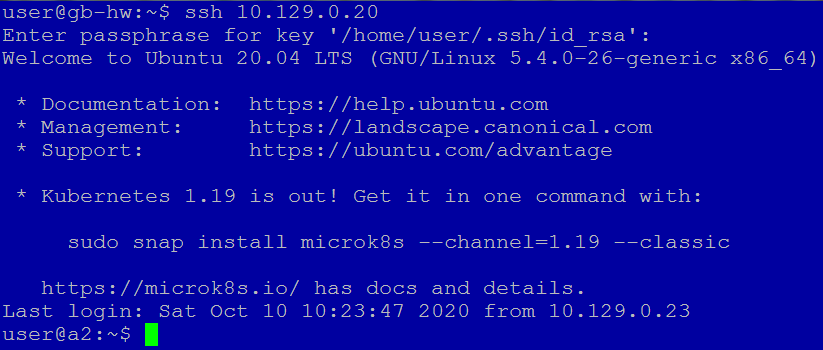 user@gb-hw:~$ ssh 10.129.0.20
Enter passphrase for key '/home/user/.ssh/id_rsa':
Welcome to Ubuntu 20.04 LTS (GNU/Linux 5.4.0-26-generic x86_64)
* Documentation:  https://help.ubuntu.com
* Management:     https://landscape.canonical.com
* Support:        https://ubuntu.com/advantage
* Kubernetes 1.19 is out! Get it in one command with:
sudo snap install microk8s --channel=1.19 --classic
https://microk8s.io/ has docs and details.
Last login: Sat Oct 10 10:23:47 2020 from 10.129.0.23
user@a2:~$